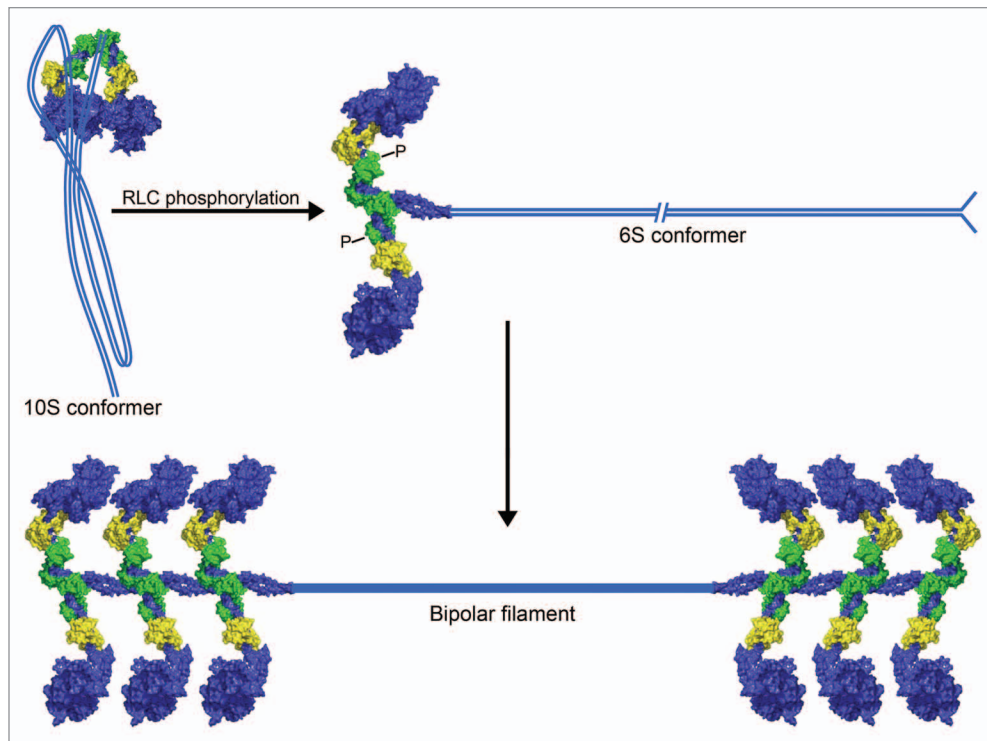 P
RLC phosphorylation
P
6S conformer
10S conformer
Bipolar filament